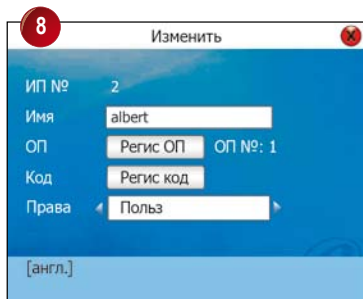 8
Изменить
ИП № 2
Имя albert
ОП Регис ОП ОП №: 1
Код Регис код
Права Польз
[англ.]